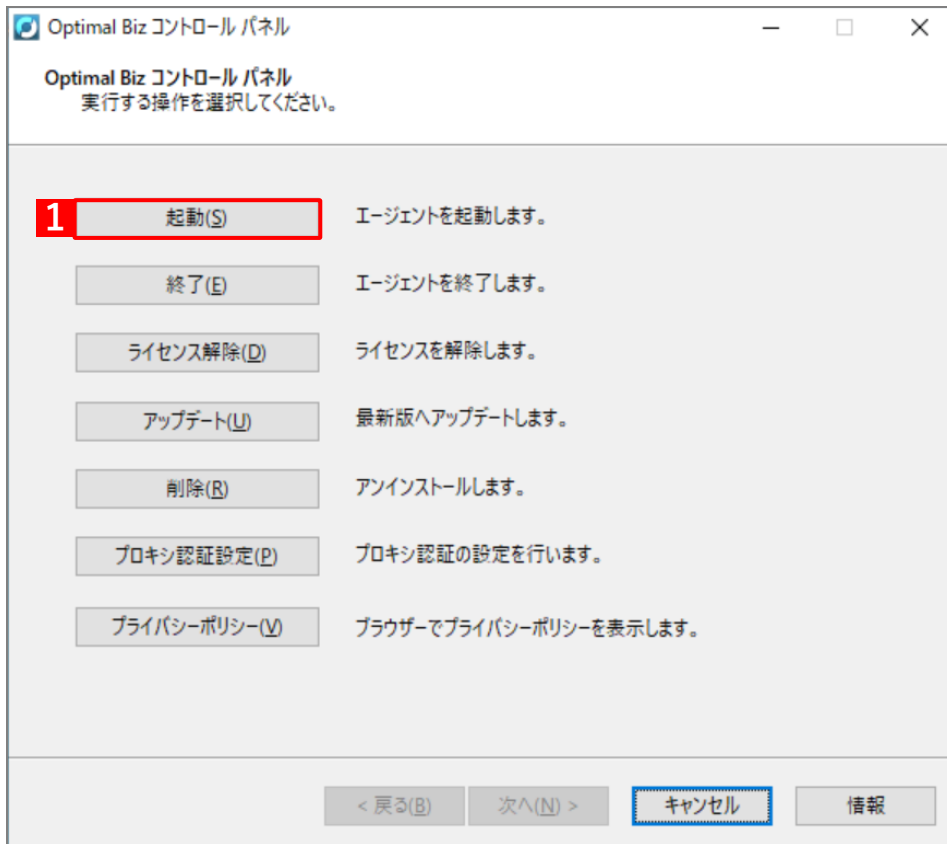 Optimal Biz コントロール パネル
Optimal Biz コントロール パネル
実行する操作を選択してください。
1 起動(S) エージェントを起動します。
終了(E) エージェントを終了します。
ライセンス解除(D) ライセンスを解除します。
アップデート(U) 最新版へアップデートします。
削除(R) アンインストールします。
プロキシ認証設定(P) プロキシ認証の設定を行います。
プライバシーポリシー(V) ブラウザーでプライバシーポリシーを表示します。
< 戻る(B) 次へ(N) > キャンセル 情報